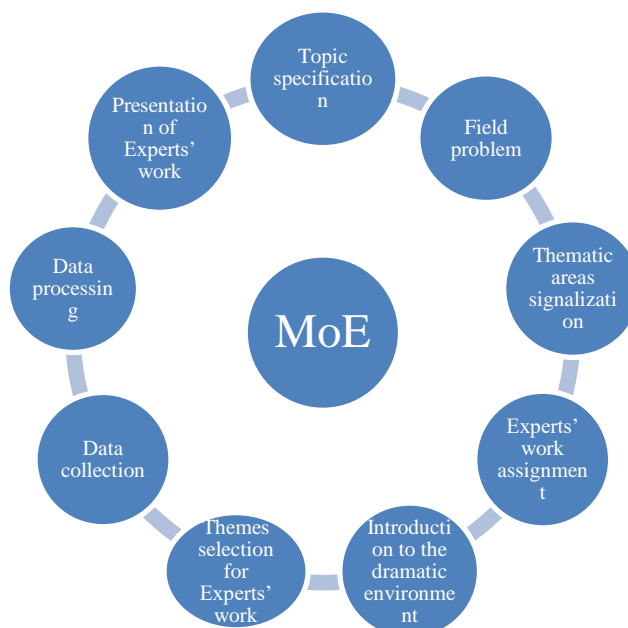 Topic
specificatio
n
Field
problem
Thematic
areas
signalizati
on
Experts'
work
assignmen
t
Introducti
on to the
dramatic
environme
nt
Themes
selection
for
Experts'
work
Data
collection
Data
processin
g
Presentatio
n of
Experts'
work
MoE